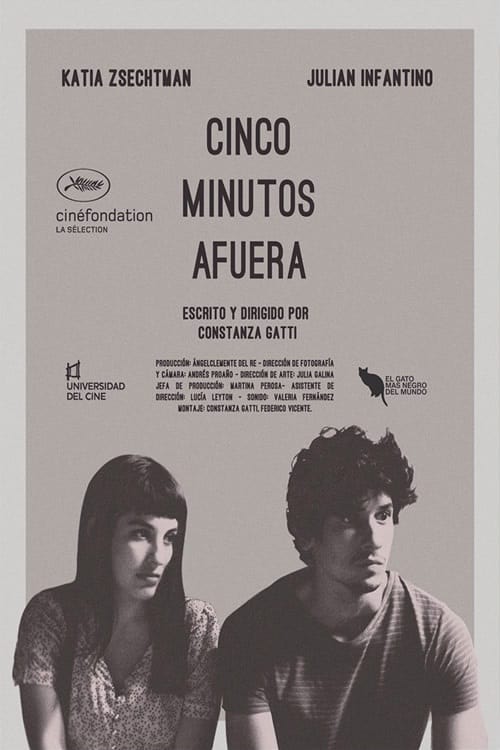 KATIA ZSECHTMAN
JULIAN INFANTINO
CINCO
MINUTOS
AFUERA
cinéfondation
LA SÉLECTION
ESCRITO Y DIRIGIDO POR
CONSTANZA GATTI
PRODUCCIÓN: ÁNGELCLEMENTE DEL RE - DIRECCIÓN DE FOTOGRAFÍA
Y CÁMARA: ANDRÉS PROAÑO - DIRECCIÓN DE ARTE: JULIA GALINA
JEFA DE PRODUCCIÓN: MARTINA PEROSA- ASISTENTE DE
DIRECCIÓN: LUCÍA LEYTON - SONIDO: VALERIA FERNÁNDEZ
MONTAJE: CONSTANZA GATTI, FEDERICO VICENTE.
UNIVERSIDAD
DEL CINE
EL GATO
MAS NEGRO
DEL MUNDO